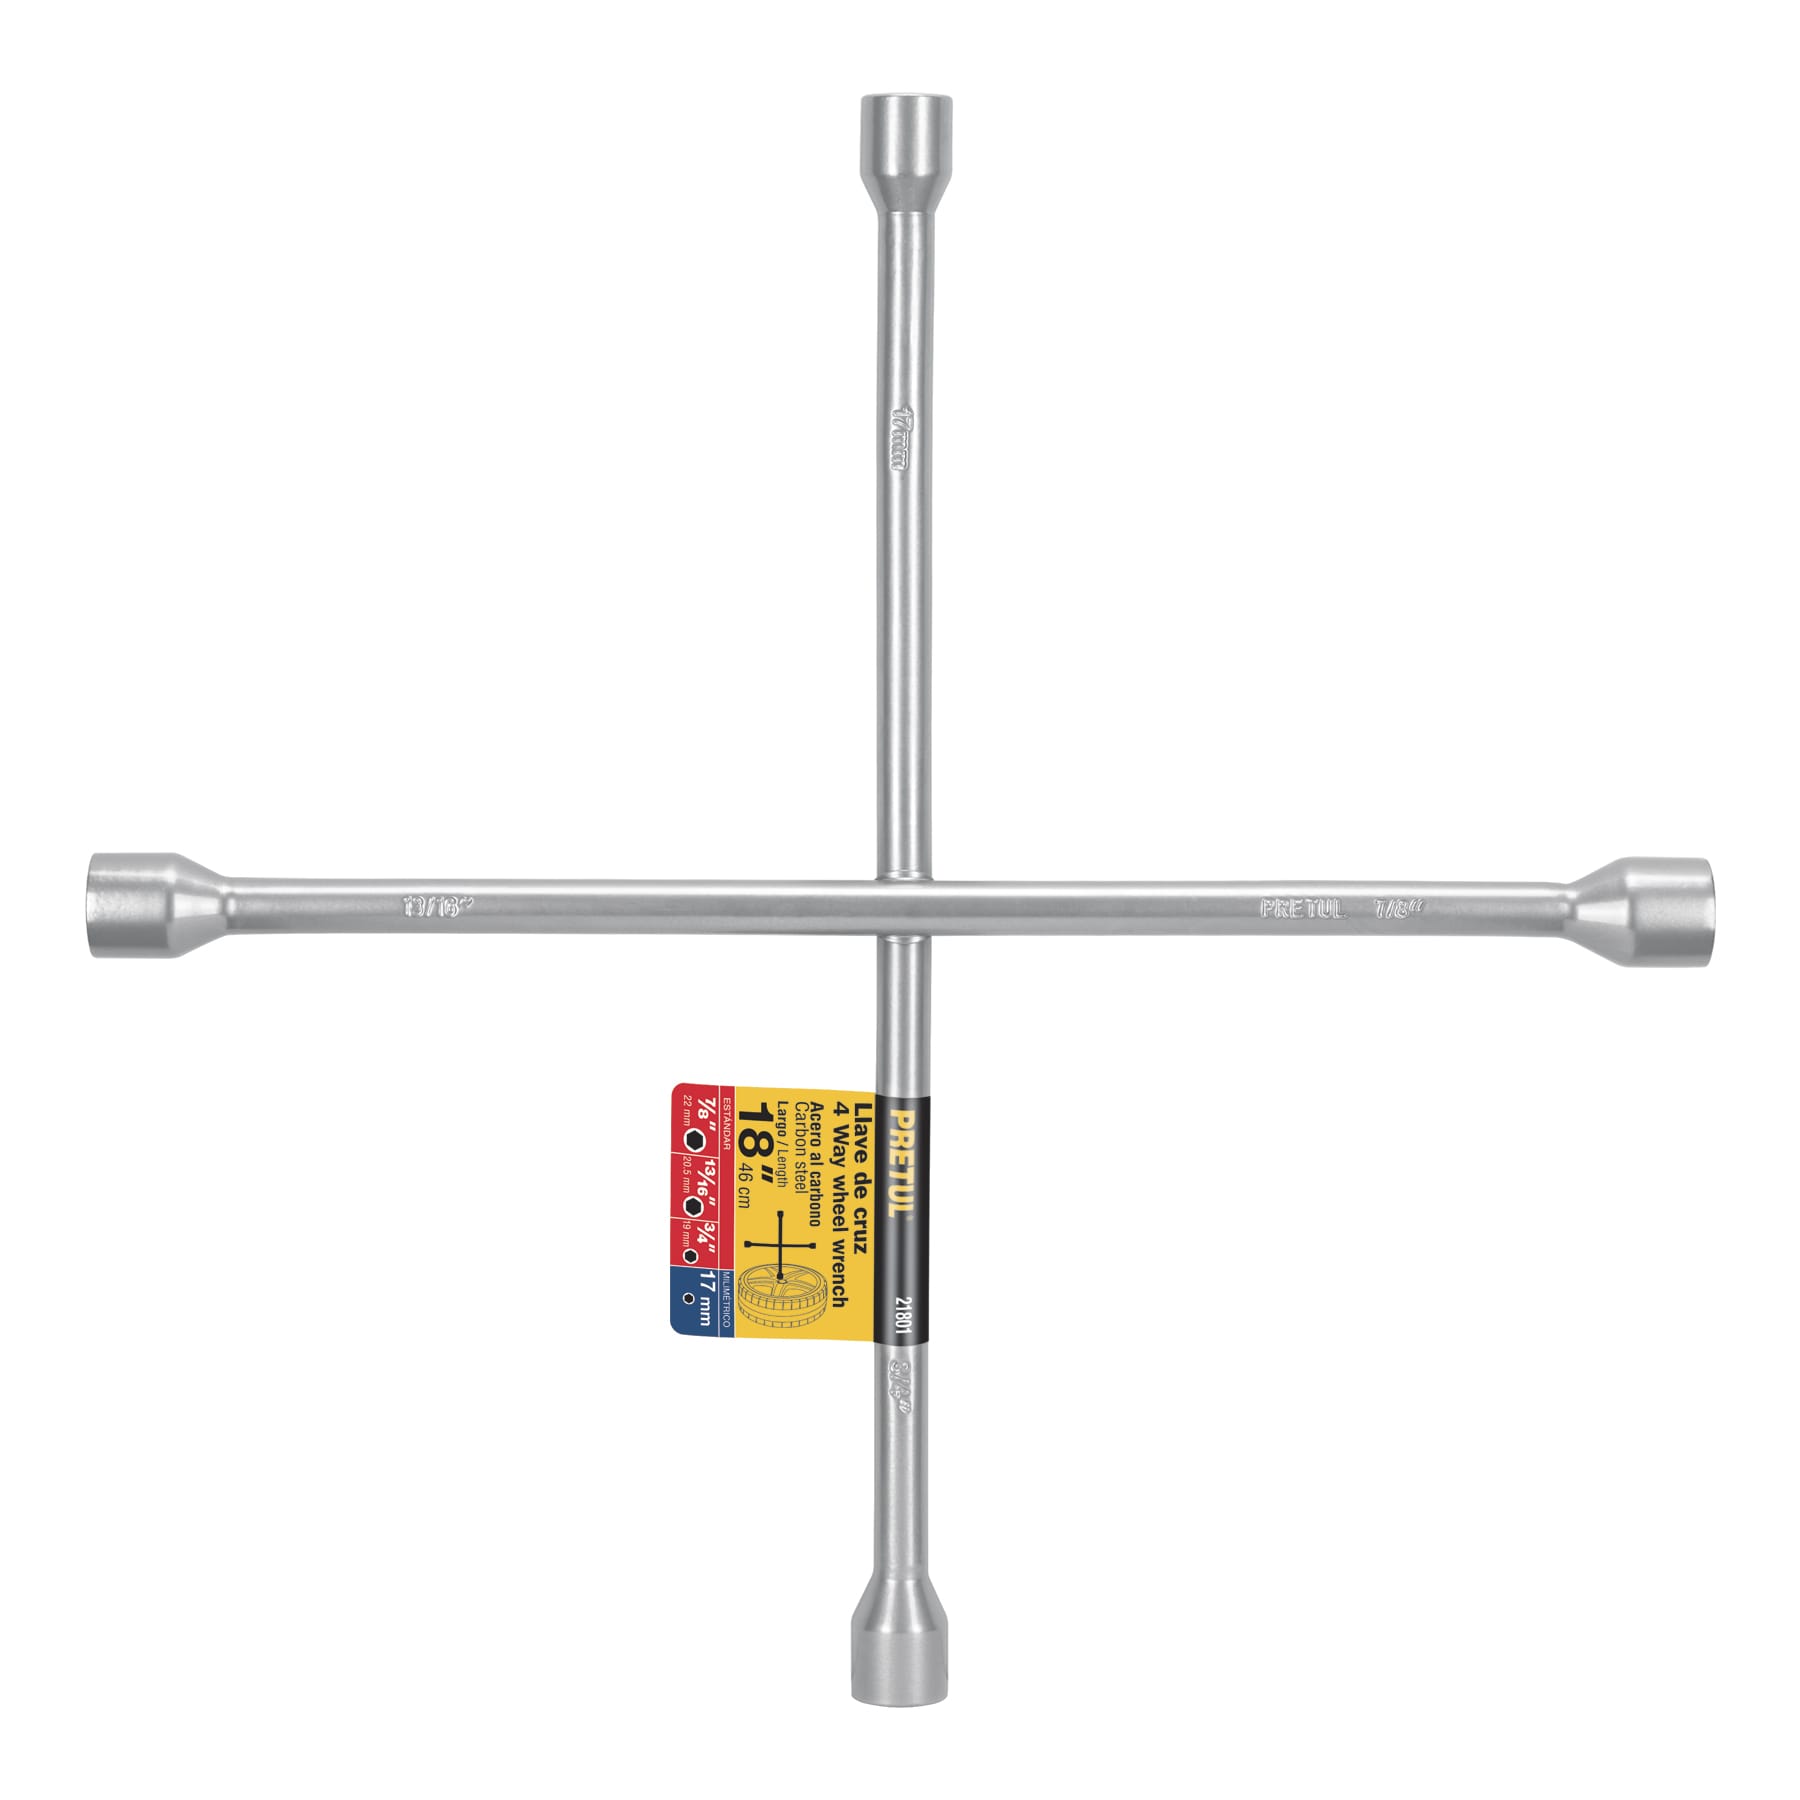 17mm
13/16"
PRETUL 7/8"
PRETUL
21801
Llave de cruz
4 Way wheel wrench
Acero al carbono
Carbon steel
Largo / Length
18" 46 cm
ESTÁNDAR
MILIMÉTRICO
7/8" 13/16" 3/4" 17 mm
22 mm 20.5 mm 19 mm
3/4"